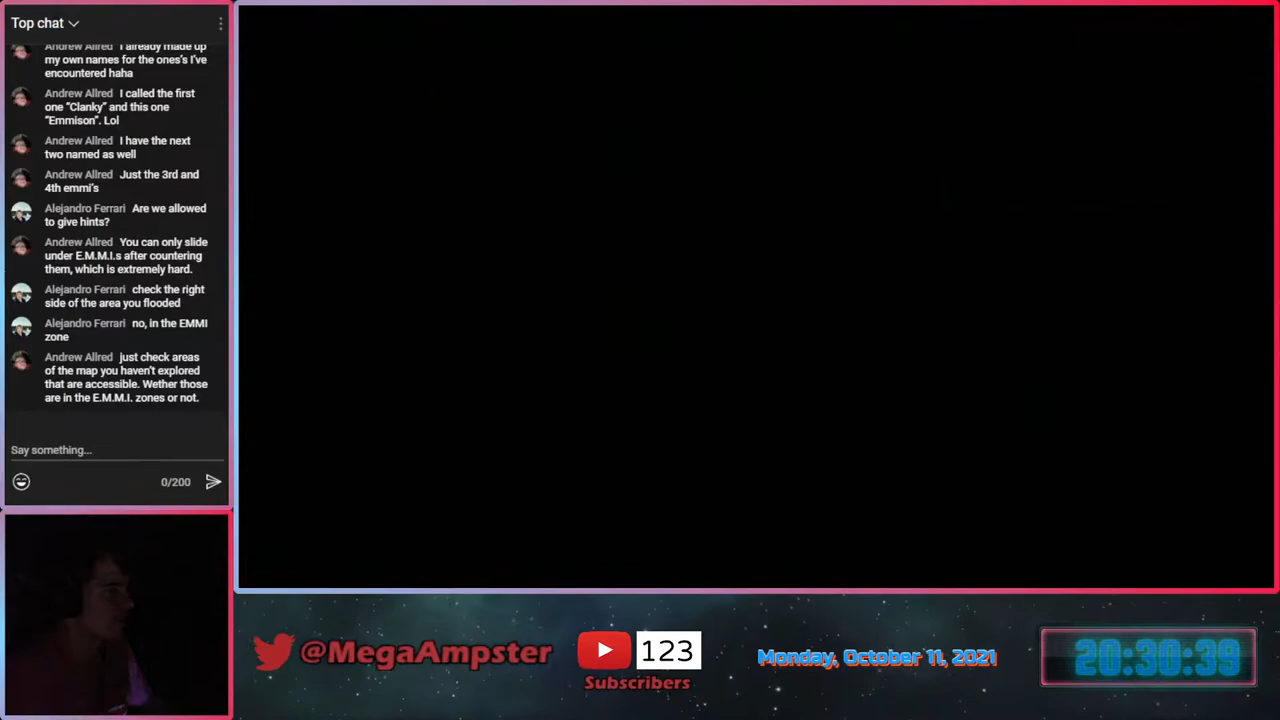 Top chat
Andrew Allred I already made up
my own names for the ones's I've
encountered haha
Andrew Allred I called the first
one “Clanky” and this one
“Emmison”. Lol
Andrew Allred I have the next
two named as well
Andrew Allred Just the 3rd and
4th emmi’s
Alejandro Ferrari Are we allowed
to give hints?
Andrew Allred You can only slide
under E.M.M.I.s after countering
them, which is extremely hard.
Alejandro Ferrari check the right
side of the area you flooded
Alejandro Ferrari no, in the EMMI
zone
Andrew Allred just check areas
of the map you haven’t explored
that are accessible. Wether those
are in the E.M.M.I. zones or not.
Say something...
0/200
@MegaAmpster
123
Subscribers
Monday, October 11, 2021
20:30:39